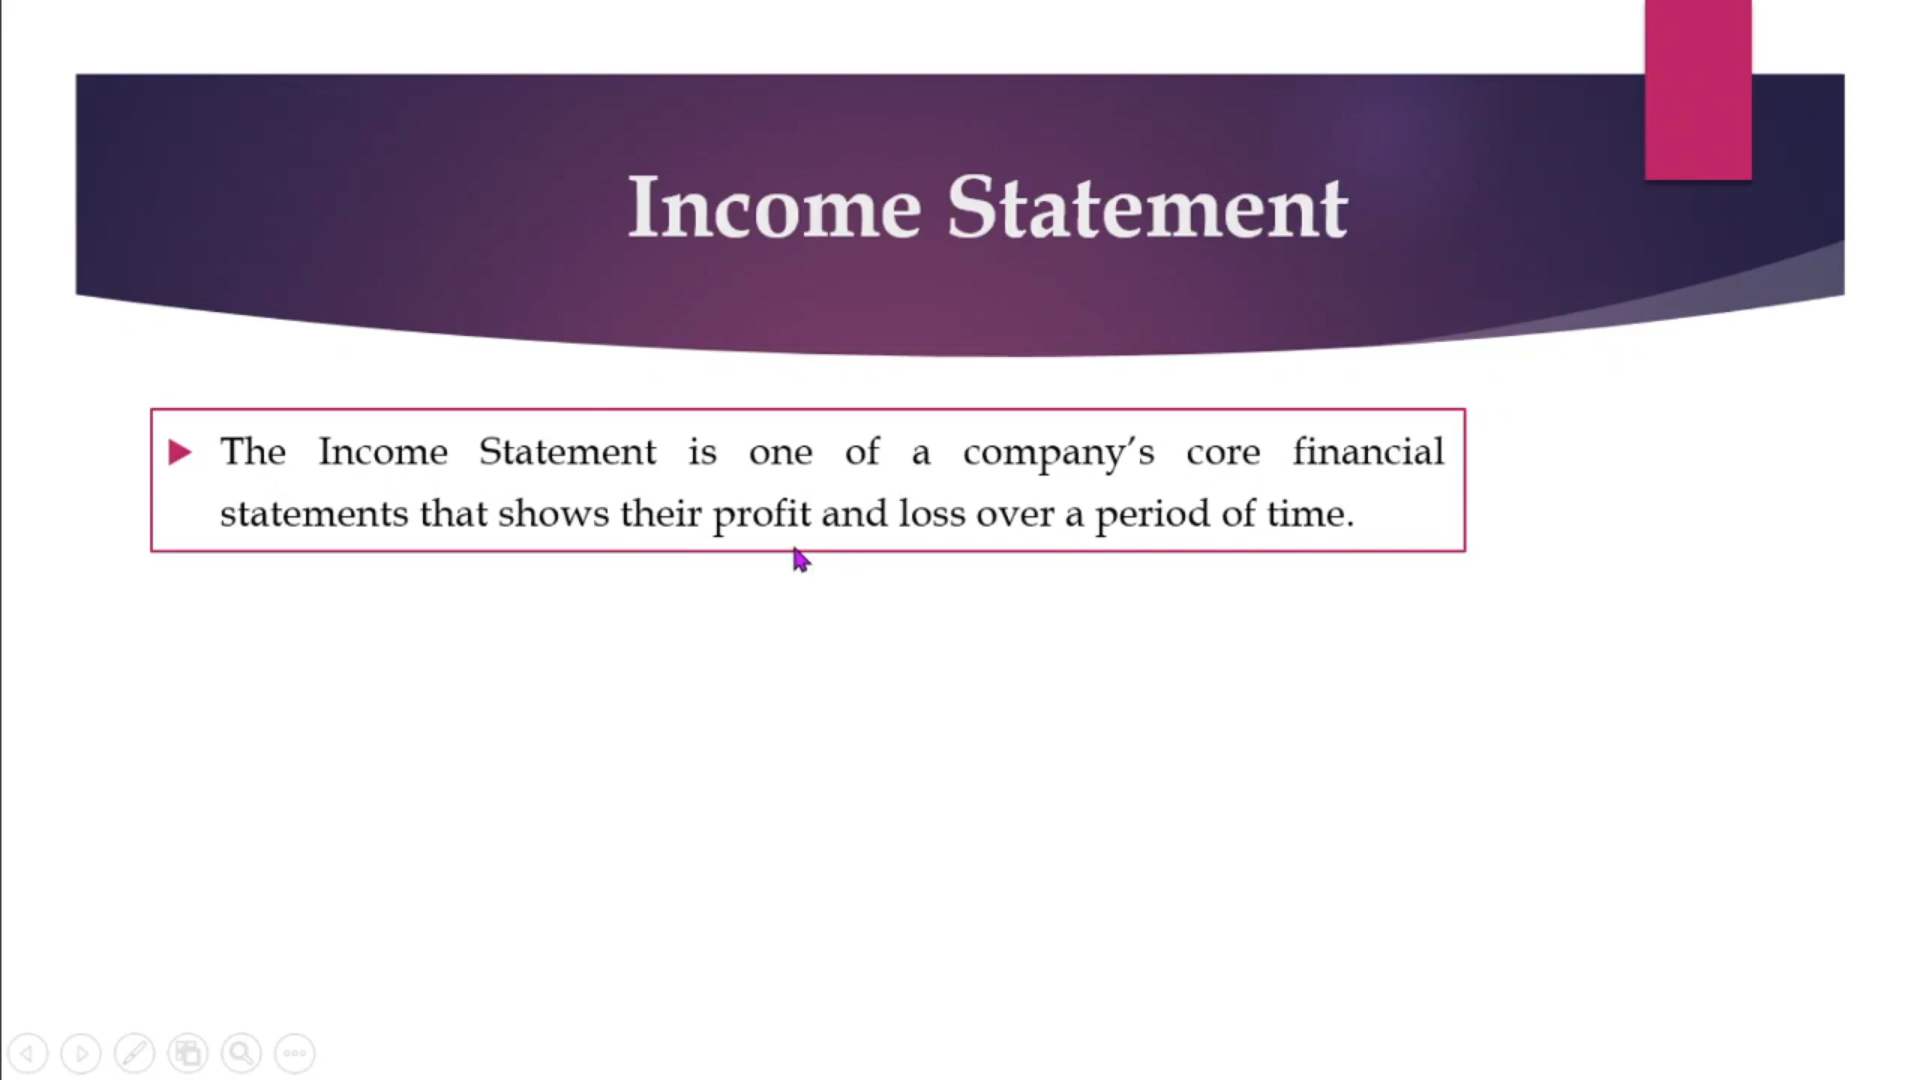 Income Statement
The Income Statement is one of a company’s core financial
statements that shows their profit and loss over a period of time.